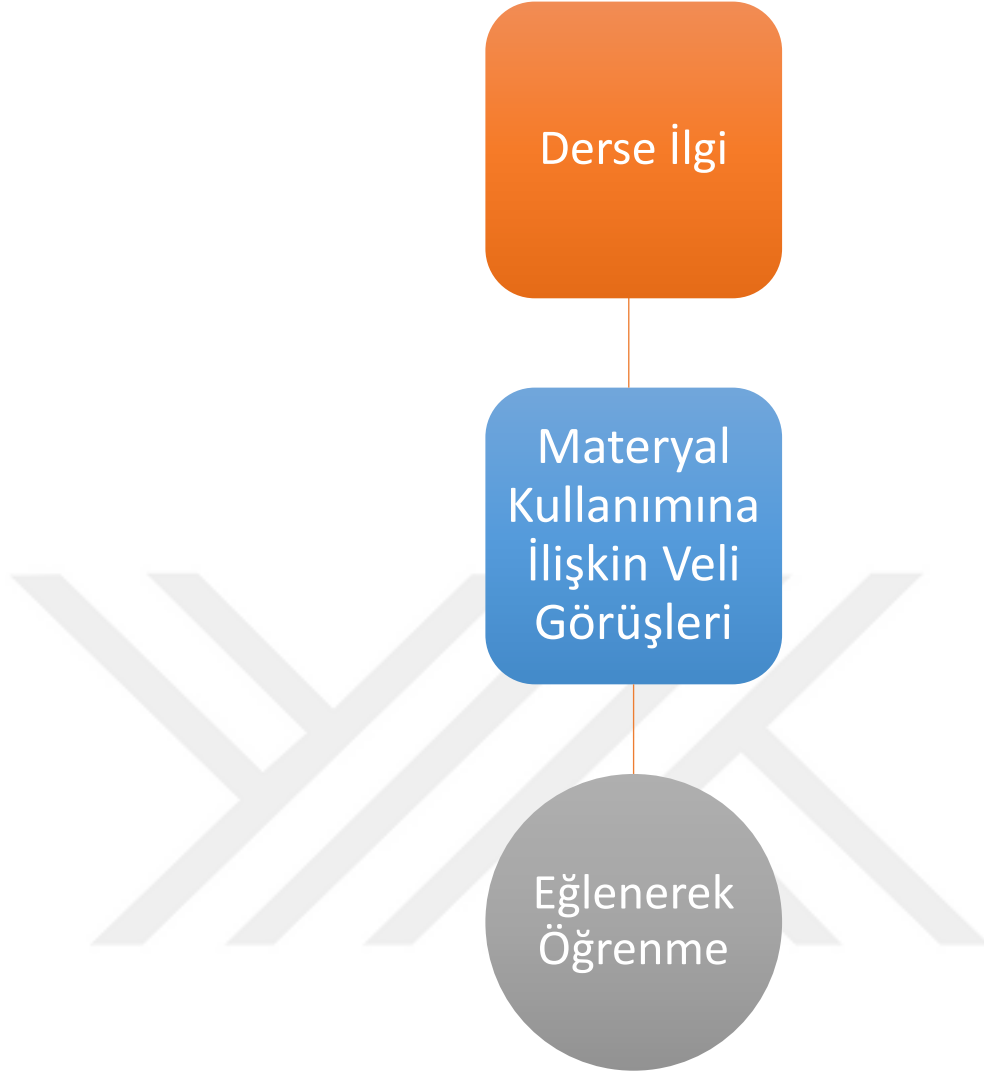 Derse İlgi
Materyal
Kullanımına
İlişkin Veli
Görüşleri
Eğlenerek
Öğrenme